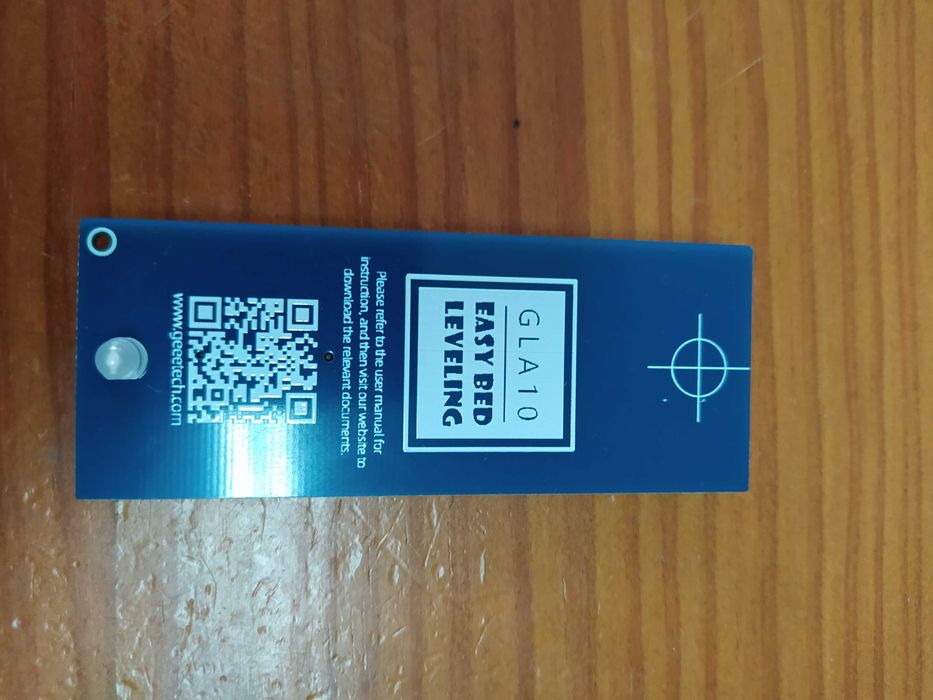 GLA10
EASY BED
LEVELING
Please refer to the user manual for
instruction, and then visit our website to
download the relevant documents.
www.geeetech.com